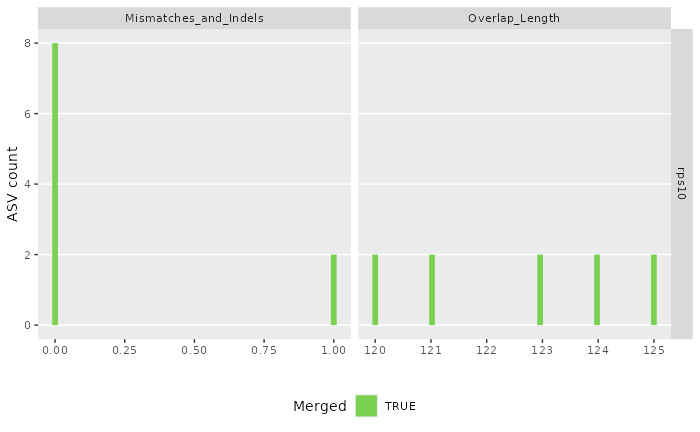 Mismatches_and_Indels
Overlap_Length
8
6
4
2
0
ASV count
rps10
0.00 0.25 0.50 0.75 1.00
120 121 122 123 124 125
Merged TRUE